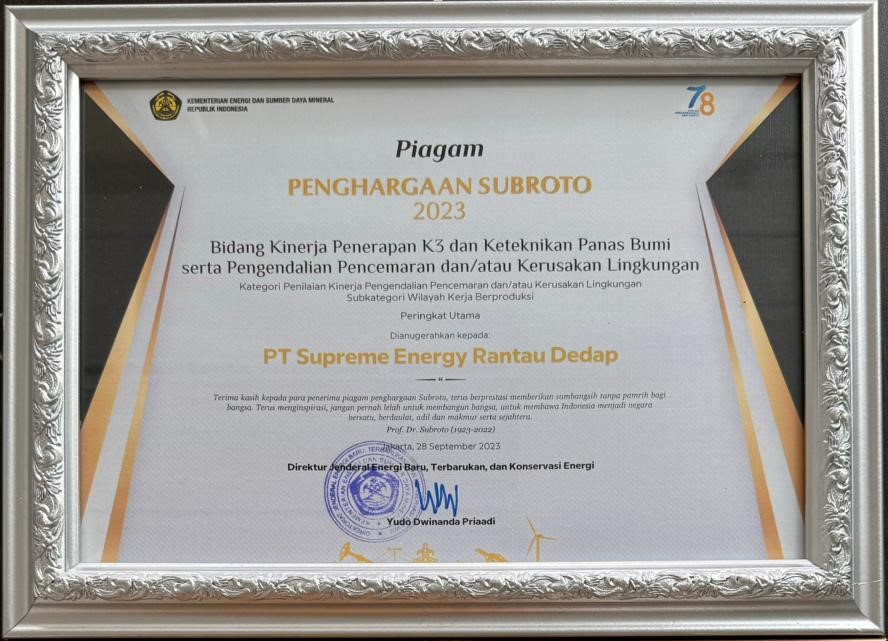 KEMENTERIAN ENERGI DAN SUMBER DAYA MINERAL
REPUBLIK INDONESIA
78
Piagam
PENGHARGAAN SUBROTO
2023
Bidang Kinerja Penerapan K3 dan Keteknikan Panas Bumi
serta Pengendalian Pencemaran dan/atau Kerusakan Lingkungan
Kategori Penilaian Kinerja Pengendalian Pencemaran dan/atau Kerusakan Lingkungan
Subkategori Wilayah Kerja Berproduksi
Peringkat Utama
Dianugerahkan kepada:
PT Supreme Energy Rantau Dedap
Terima kasih kepada para penerima piagam penghargaan Subroto, terus berprestasi memberikan sumbangsih tanpa pamrih bagi
bangsa. Terus menginspirasi, jangan pernah lelah untuk membangun bangsa, untuk membawa Indonesia menjadi negara
bersatu, berdaulat, adil dan makmur serta sejahtera.
Prof. Dr. Subroto (1923-2022)
Jakarta, 28 September 2023
Direktur Jenderal Energi Baru, Terbarukan, dan Konservasi Energi
Yudo Dwinanda Priaadi